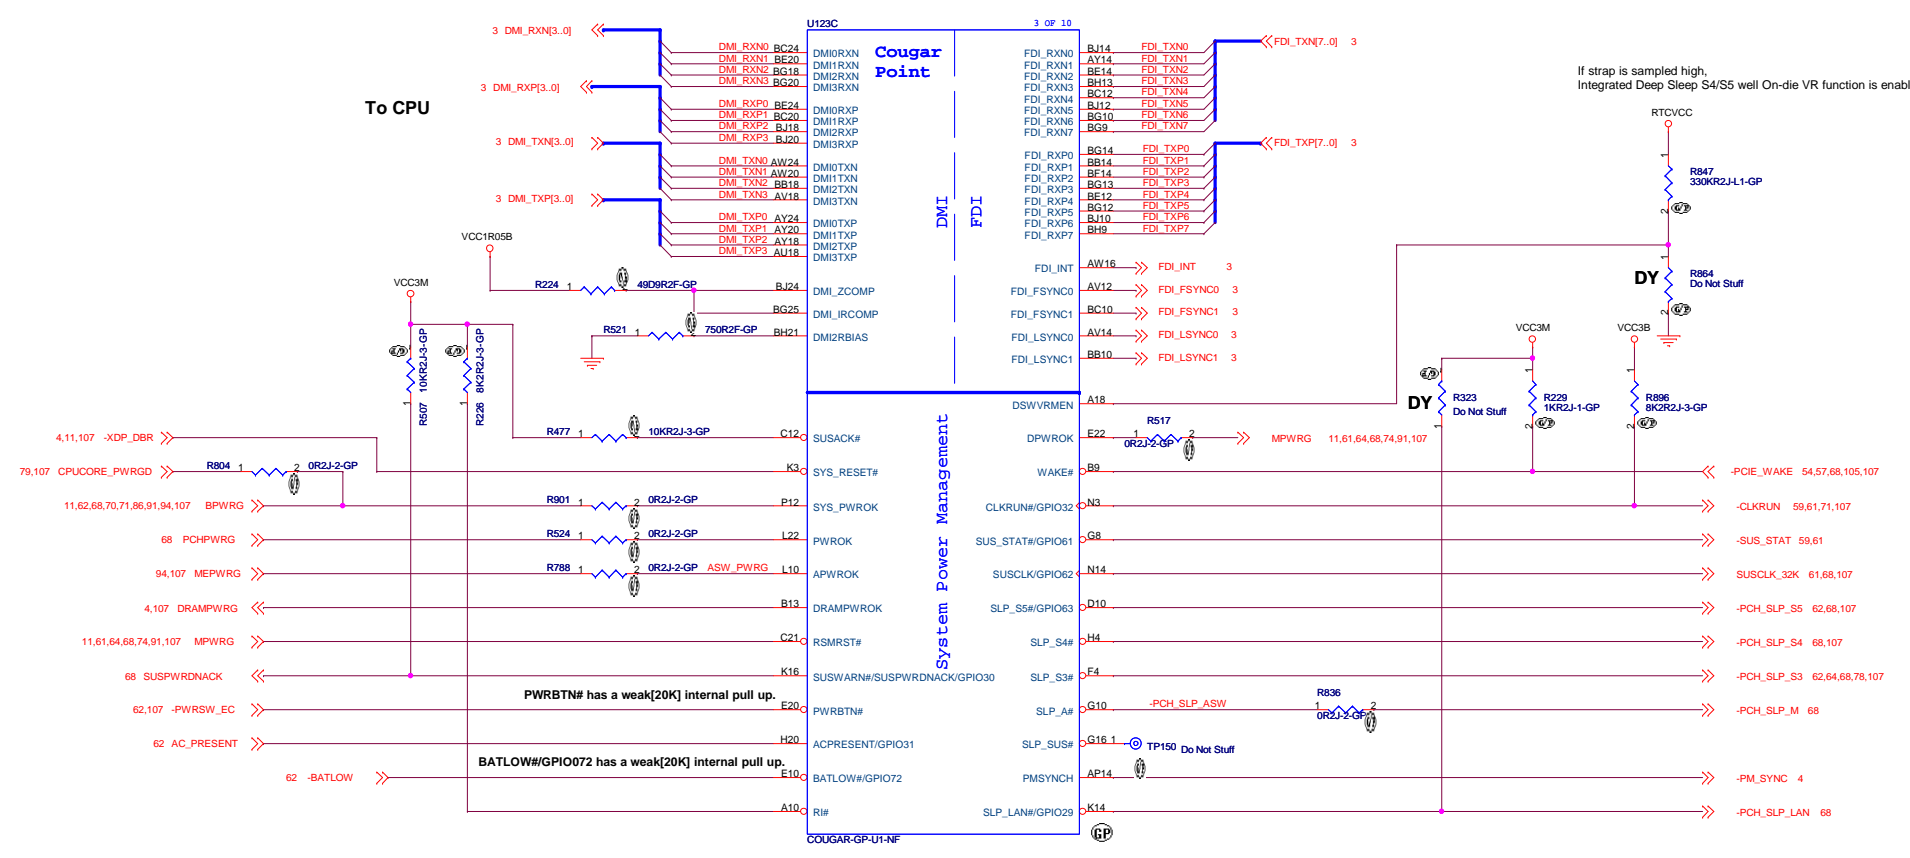 U123C
3 OF 10
Cougar
Point
DMI
FDI
System Power Management
COUGAR-GP-U1-NF
GP
To CPU
3 DMI_RXN[3..0]
3 DMI_RXP[3..0]
3 DMI_TXN[3..0]
3 DMI_TXP[3..0]
DMI_RXN0 BC24 DMI0RXN
DMI_RXN1 BE20 DMI1RXN
DMI_RXN2 BG18 DMI2RXN
DMI_RXN3 BG20 DMI3RXN
DMI_RXP0 BE24 DMI0RXP
DMI_RXP1 BC20 DMI1RXP
DMI_RXP2 BJ18 DMI2RXP
DMI_RXP3 BJ20 DMI3RXP
DMI_TXN0 AW24 DMI0TXN
DMI_TXN1 AW20 DMI1TXN
DMI_TXN2 BB18 DMI2TXN
DMI_TXN3 AV18 DMI3TXN
DMI_TXP0 AY24 DMI0TXP
DMI_TXP1 AY20 DMI1TXP
DMI_TXP2 AY18 DMI2TXP
DMI_TXP3 AU18 DMI3TXP
VCC1R05B
R224 1 2 49D9R2F-GP BJ24 DMI_ZCOMP
BG25 DMI_IRCOMP
R521 1 750R2F-GP BH21 DMI2RBIAS
VCC3M
R507 10KR2J-3-GP 1
R226 8K2R2J-3-GP 1
R477 1 10KR2J-3-GP C12 SUSACK#
4,11,107 -XDP_DBR K3 SYS_RESET#
79,107 CPUCORE_PWRGD R804 1 2 0R2J-2-GP
11,62,68,70,71,86,91,94,107 BPWRG R901 1 2 0R2J-2-GP P12 SYS_PWROK
68 PCHPWRG R524 1 2 0R2J-2-GP L22 PWROK
94,107 MEPWRG R788 1 2 0R2J-2-GP ASW_PWRG L10 APWROK
4,107 DRAMPWRG B13 DRAMPWROK
11,61,64,68,74,91,107 MPWRG C21 RSMRST#
68 SUSPWRDNACK K16 SUSWARN#/SUSPWRDNACK/GPIO30
PWRBTN# has a weak[20K] internal pull up.
62,107 -PWRSW_EC E20 PWRBTN#
62 AC_PRESENT H20 ACPRESENT/GPIO31
BATLOW#/GPIO072 has a weak[20K] internal pull up.
62 -BATLOW E10 BATLOW#/GPIO72
A10 RI#
FDI_RXN0 BJ14 FDI_TXN0
FDI_RXN1 AY14 FDI_TXN1
FDI_RXN2 BE14 FDI_TXN2
FDI_RXN3 BH13 FDI_TXN3
FDI_RXN4 BC12 FDI_TXN4
FDI_RXN5 BJ12 FDI_TXN5
FDI_RXN6 BG10 FDI_TXN6
FDI_RXN7 BG9 FDI_TXN7
FDI_TXN[7..0] 3
FDI_RXP0 BG14 FDI_TXP0
FDI_RXP1 BB14 FDI_TXP1
FDI_RXP2 BF14 FDI_TXP2
FDI_RXP3 BG13 FDI_TXP3
FDI_RXP4 BE12 FDI_TXP4
FDI_RXP5 BG12 FDI_TXP5
FDI_RXP6 BJ10 FDI_TXP6
FDI_RXP7 BH9 FDI_TXP7
FDI_TXP[7..0] 3
FDI_INT AW16 FDI_INT 3
FDI_FSYNC0 AV12 FDI_FSYNC0 3
FDI_FSYNC1 BC10 FDI_FSYNC1 3
FDI_LSYNC0 AV14 FDI_LSYNC0 3
FDI_LSYNC1 BB10 FDI_LSYNC1 3
If strap is sampled high,
Integrated Deep Sleep S4/S5 well On-die VR function is enabl
RTCVCC
1 R847
330KR2J-L1-GP
2
1 DY R864
Do Not Stuff
2
VCC3M
VCC3B
DY R323
Do Not Stuff
1
1 R229
1KR2J-1-GP
2
1 R896
8K2R2J-3-GP
2
DSWVRMEN A18
R517
DPWROK E22 1 2 MPWRG 11,61,64,68,74,91,107
0R2J-2-GP
WAKE# B9 -PCIE_WAKE 54,57,68,105,107
CLKRUN#/GPIO32 N3 -CLKRUN 59,61,71,107
SUS_STAT#/GPIO61 G8 -SUS_STAT 59,61
SUSCLK/GPIO62 N14 SUSCLK_32K 61,68,107
SLP_S5#/GPIO63 D10 -PCH_SLP_S5 62,68,107
SLP_S4# H4 -PCH_SLP_S4 68,107
SLP_S3# F4 -PCH_SLP_S3 62,64,68,78,107
R836
SLP_A# G10 -PCH_SLP_ASW 1 2 -PCH_SLP_M 68
0R2J-2-GP
SLP_SUS# G16 1 TP150 Do Not Stuff
PMSYNCH AP14 -PM_SYNC 4
SLP_LAN#/GPIO29 K14 -PCH_SLP_LAN 68